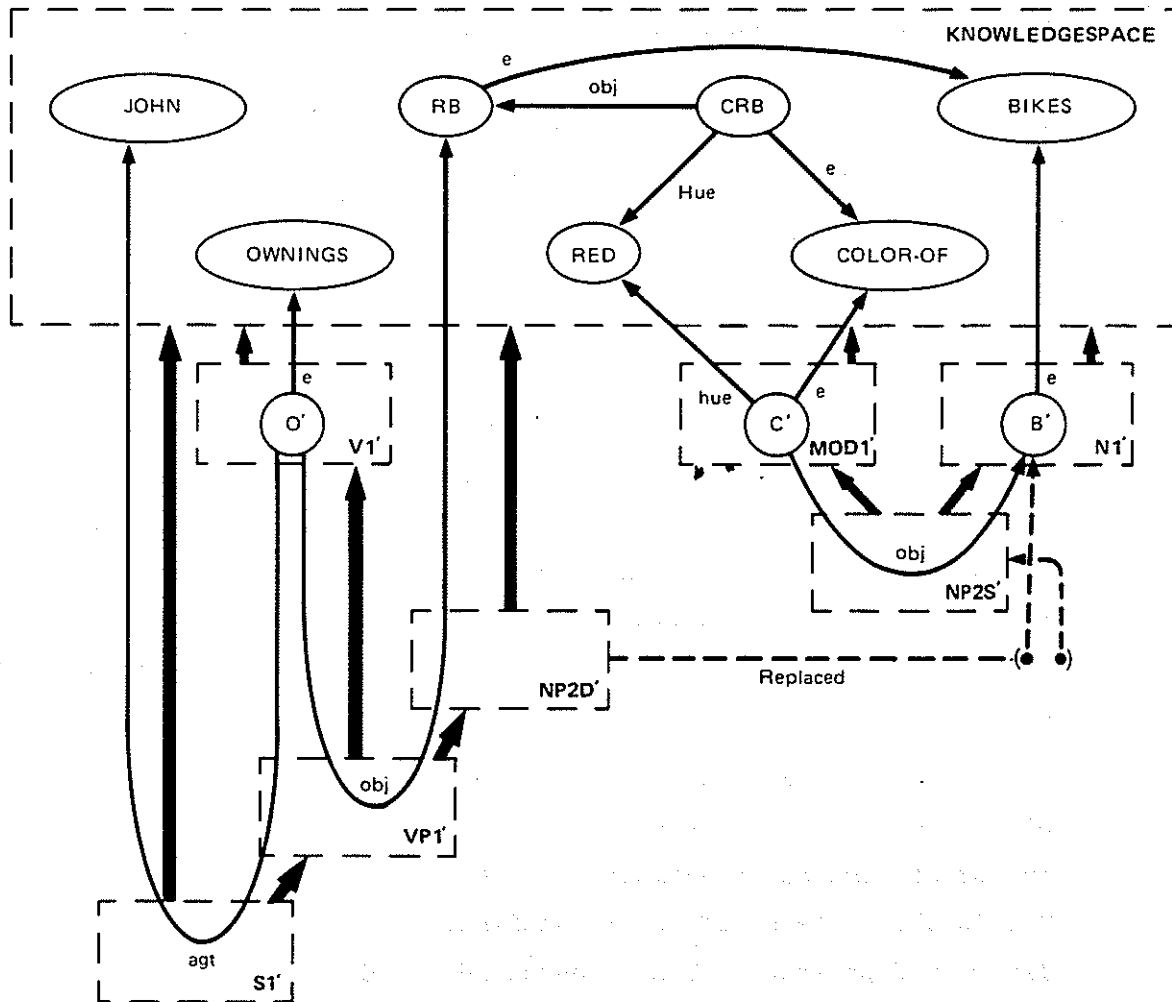 KNOWLEDGESPACE
e
JOHN
RB
obj
CRB
BIKES
Hue
e
OWNINGS
RED
COLOR-OF
e
hue
e
e
O'
V1'
C'
MOD1'
B'
N1'
obj
NP2S'
NP2D'
Replaced
obj
VP1'
agt
S1'